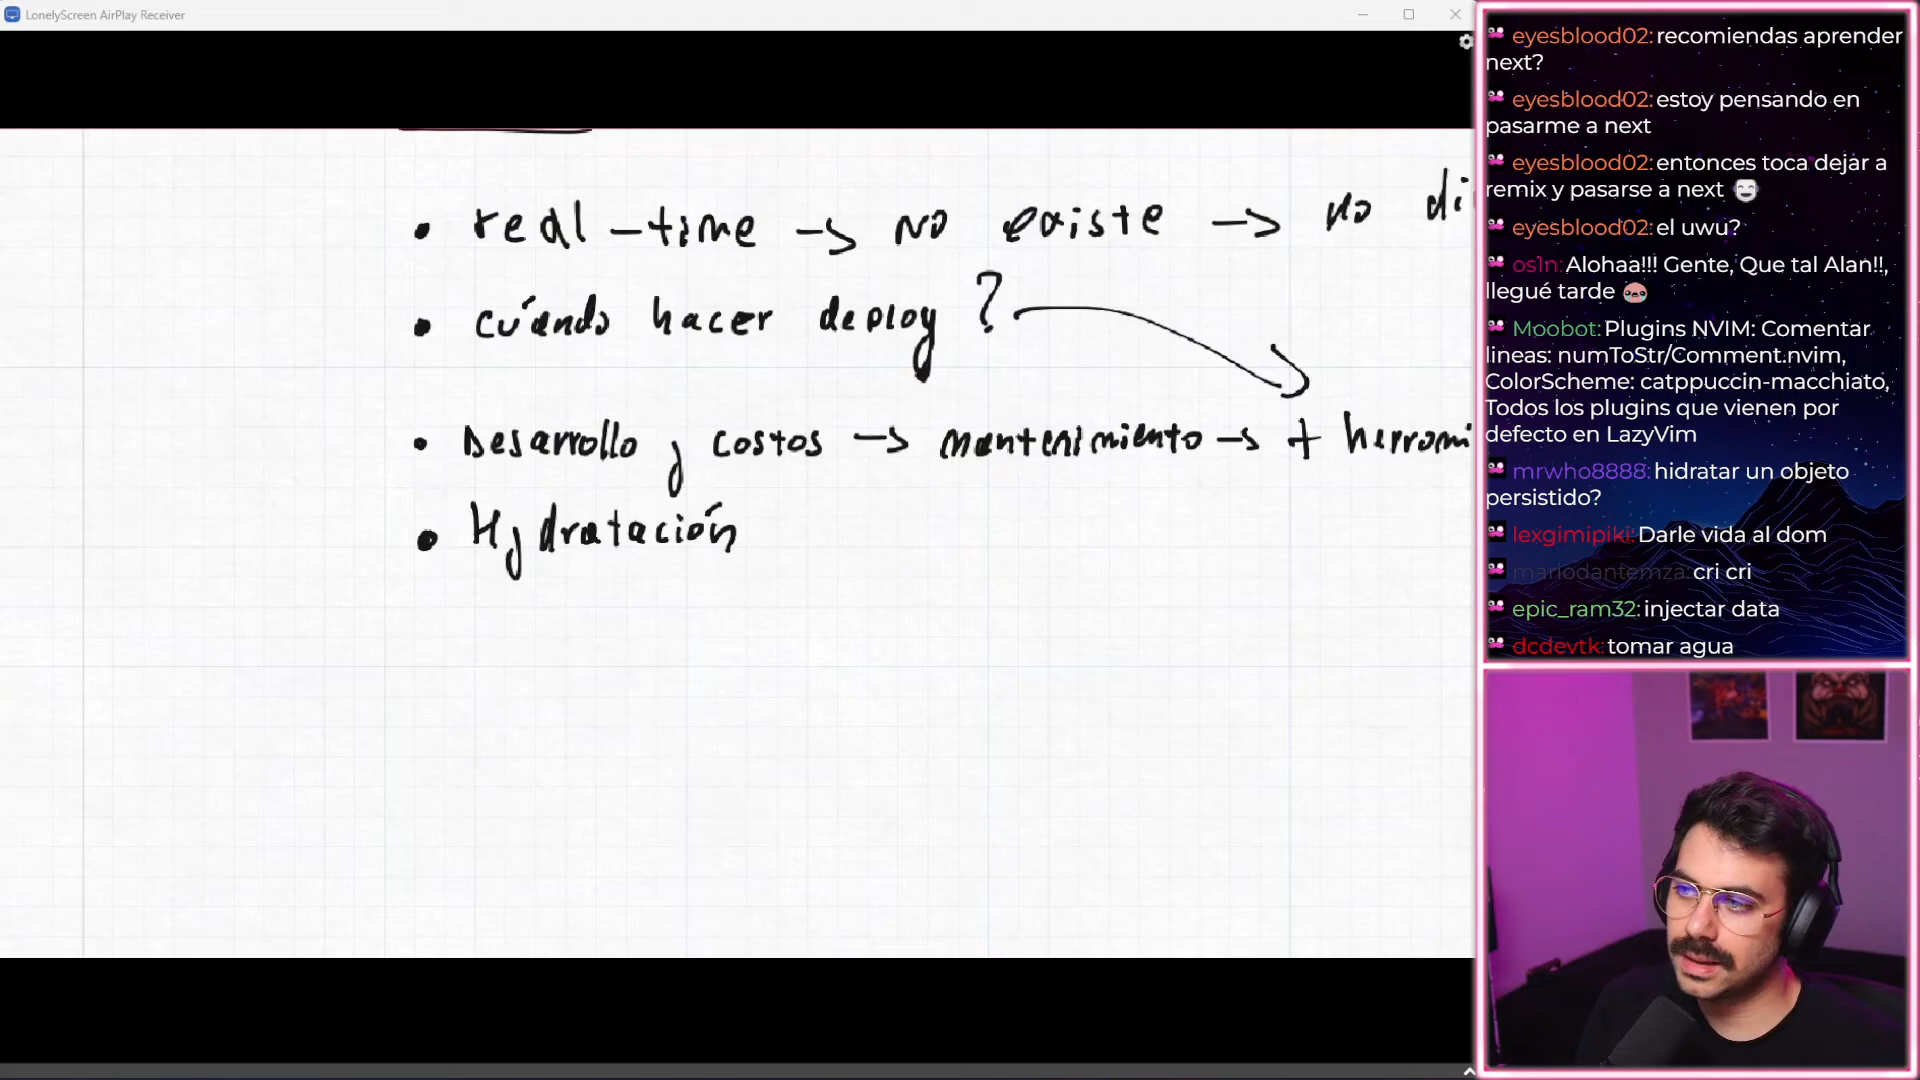 LonelyScreen AirPlay Receiver
• real-time -> no existe -> no di
• cúando hacer deploy ?
• Desarrollo y costos -> mantenimiento -> + herrami
• Hydratación
eyesblood02: recomiendas aprender
next?
eyesblood02: estoy pensando en
pasarme a next
eyesblood02: entonces toca dejar a
remix y pasarse a next
eyesblood02: el uwu?
os1n: Alohaa!!! Gente, Que tal Alan!!,
llegué tarde
Moobot: Plugins NVIM: Comentar
lineas: numToStr/Comment.nvim,
ColorScheme: catppuccin-macchiato,
Todos los plugins que vienen por
defecto en LazyVim
mrwho8888: hidratar un objeto
persistido?
lexgimipiki: Darle vida al dom
mariodantemza: cri cri
epic_ram32: injectar data
dcdevtk: tomar agua